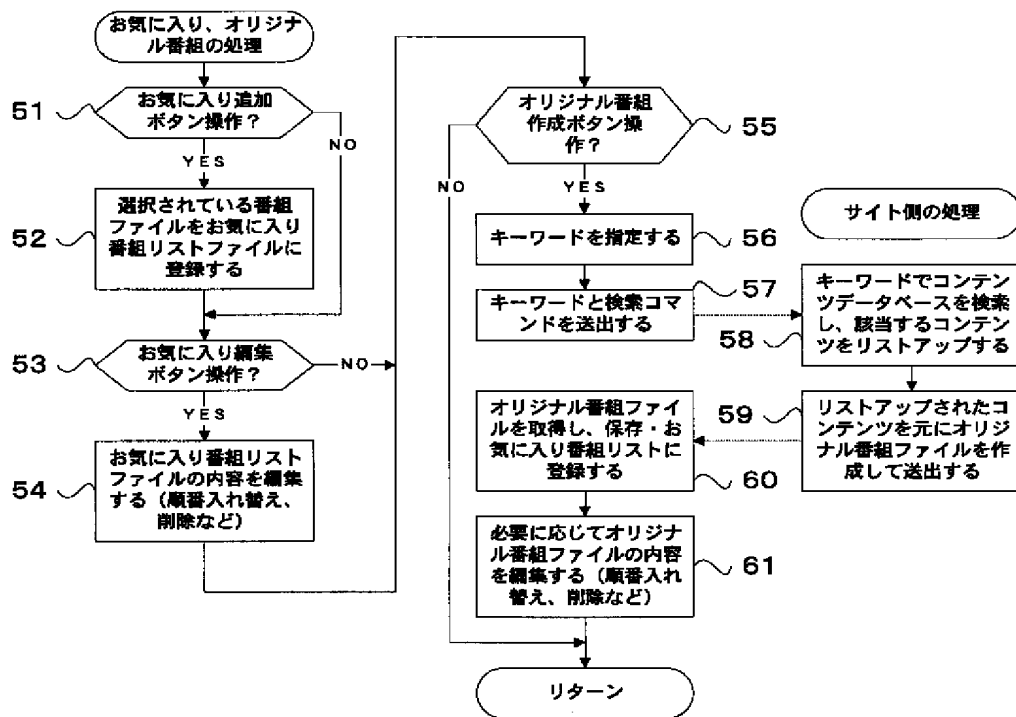 お気に入り、オリジナ
ル番組の処理
51
お気に入り追加
ボタン操作？
NO
YES
52
選択されている番組
ファイルをお気に入り
番組リストファイルに
登録する
53
お気に入り編集
ボタン操作？
NO
YES
54
お気に入り番組リスト
ファイルの内容を編集
する（順番入れ替え、
削除など）
オリジナル番組
作成ボタン操
作？
55
NO
YES
キーワードを指定する
56
キーワードと検索コマ
ンドを送出する
57
サイト側の処理
キーワードでコンテン
ツデータベースを検索
し、該当するコンテン
ツをリストアップする
58
59
リストアップされたコ
ンテンツを元にオリジ
ナル番組ファイルを作
成して送出する
オリジナル番組ファイ
ルを取得し、保存・お
気に入り番組リストに
登録する
60
必要に応じてオリジナ
ル番組ファイルの内容
を編集する（順番入れ
替え、削除など）
61
リターン